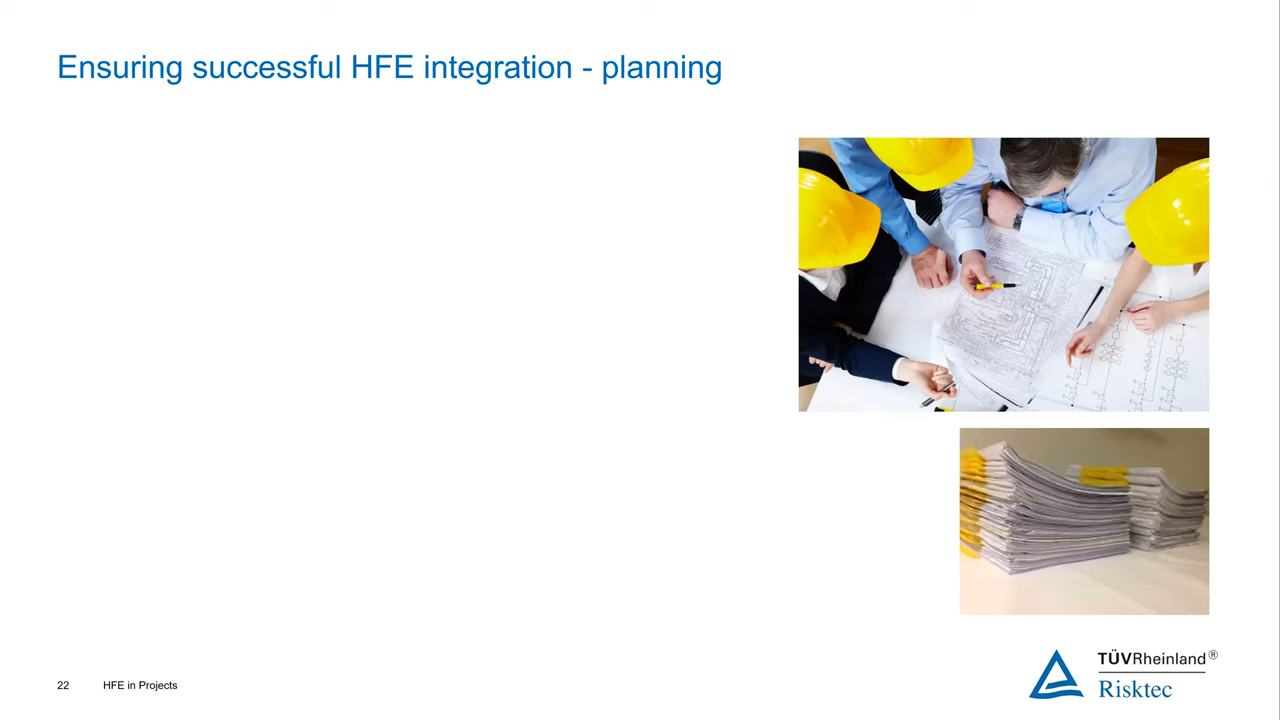 Ensuring successful HFE integration - planning
22 HFE in Projects
TÜVRheinland®
Risktec